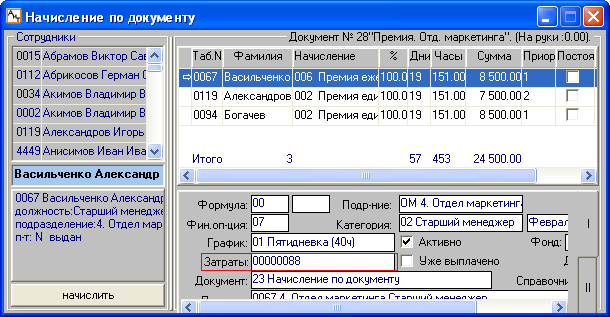 Начисление по документу
Сотрудники
0015 Абрамов Виктор Сав
0112 Абрикосов Герман С
0034 Акимов Владимир В
0002 Акимов Владимир В
0119 Александров Игорь
4449 Анисимов Иван Ива
Васильченко Александр
0067 Васильченко Александр
должность:Старший менедже
подразделение:4. Отдел мар
п-т: N выдан
начислить
Документ № 28"Премия. Отд. маркетинга". (На руки :0.00).
Таб.N Фамилия Начисление % Дни Часы Сумма Приор Постоя
0067 Васильченко 006 Премия еже 100.0 19 151.00 8 500.00 1
0119 Александров 002 Премия еди 100.0 19 151.00 7 500.00 2
0094 Богачев 002 Премия еди 100.0 19 151.00 8 500.00 1
Итого 3 57 453 24 500.00
Формула: 00 Подр-ние: ОМ 4. Отдел маркетинга
Фин.оп-ция: 07 Категория: 02 Старший менеджер Феврал
График: 01 Пятидневка (40ч) Активно Фонд:
Затраты: 00000088 Уже выплачено
Документ: 23 Начисление по документу Справочни
0067 4. Отдел маркетинга Старший менеджер
I
II